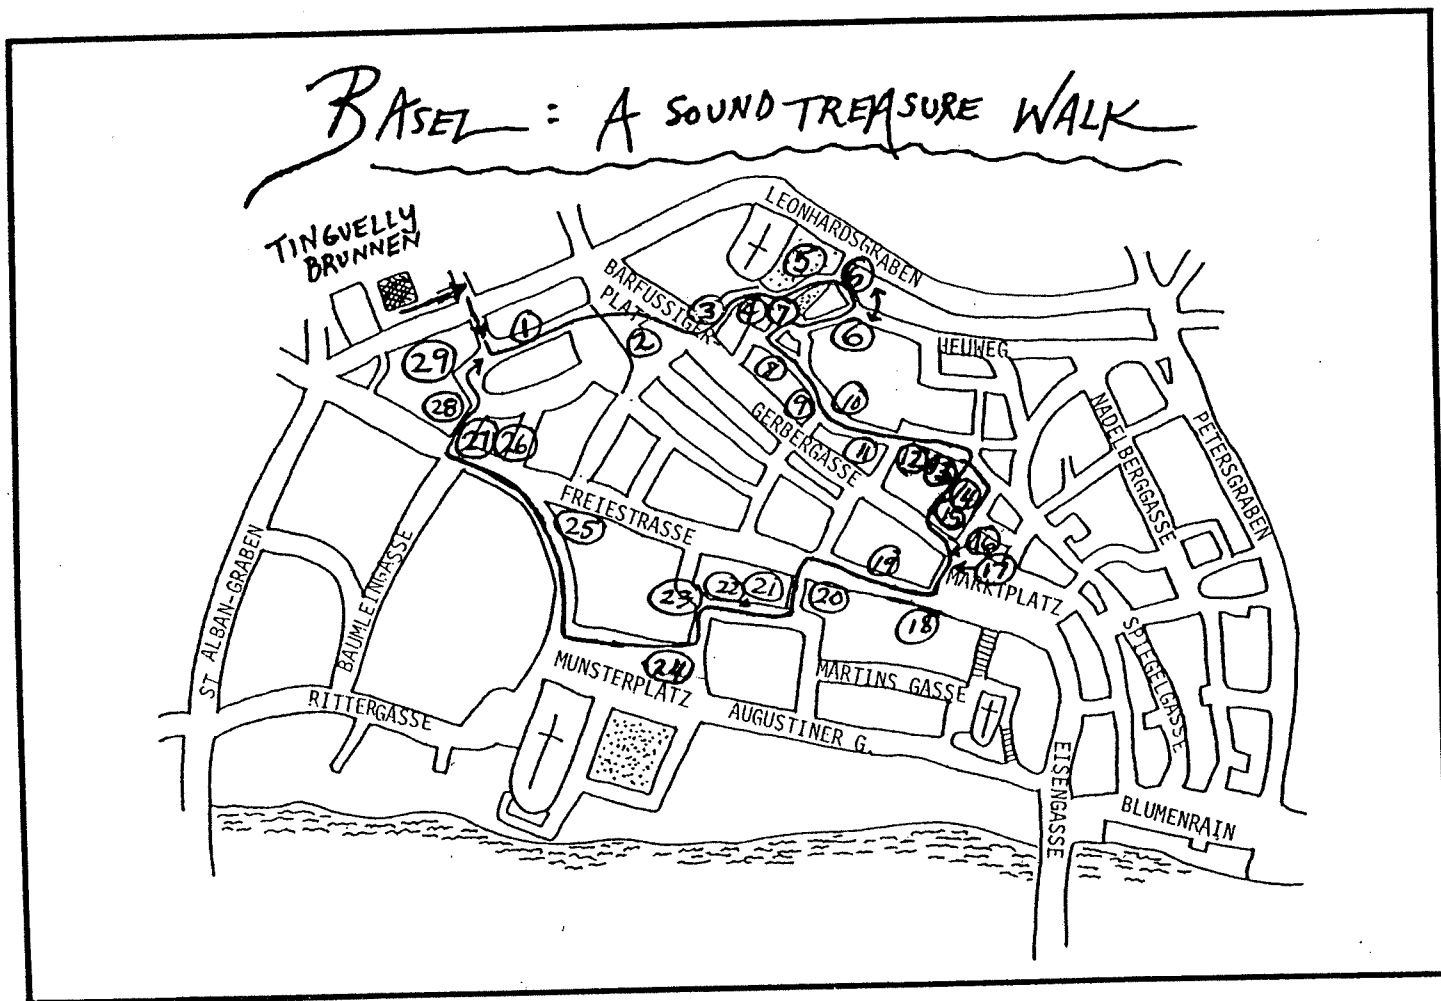 BASEL : A SOUND TREASURE WALK
TINGUELLY
BRUNNEN
LEONHARDSGRABEN
BARFUSSIGER
PLATZ
5
6
3
4
7
1
2
6
HEUWEG
29
8
28
9
10
NADELBERGGASSE
PETERSGRABEN
GERBERGASSE
27
26
11
12
13
14
15
FREIESTRASSE
25
16
17
19
MARKTPLATZ
ST ALBAN-GRABEN
BAUMLEINGASSE
23
22
21
20
18
SPIEGELGASSE
24
MUNSTERPLATZ
MARTINS GASSE
RITTERGASSE
AUGUSTINER G.
EISENGASSE
BLUMENRAIN